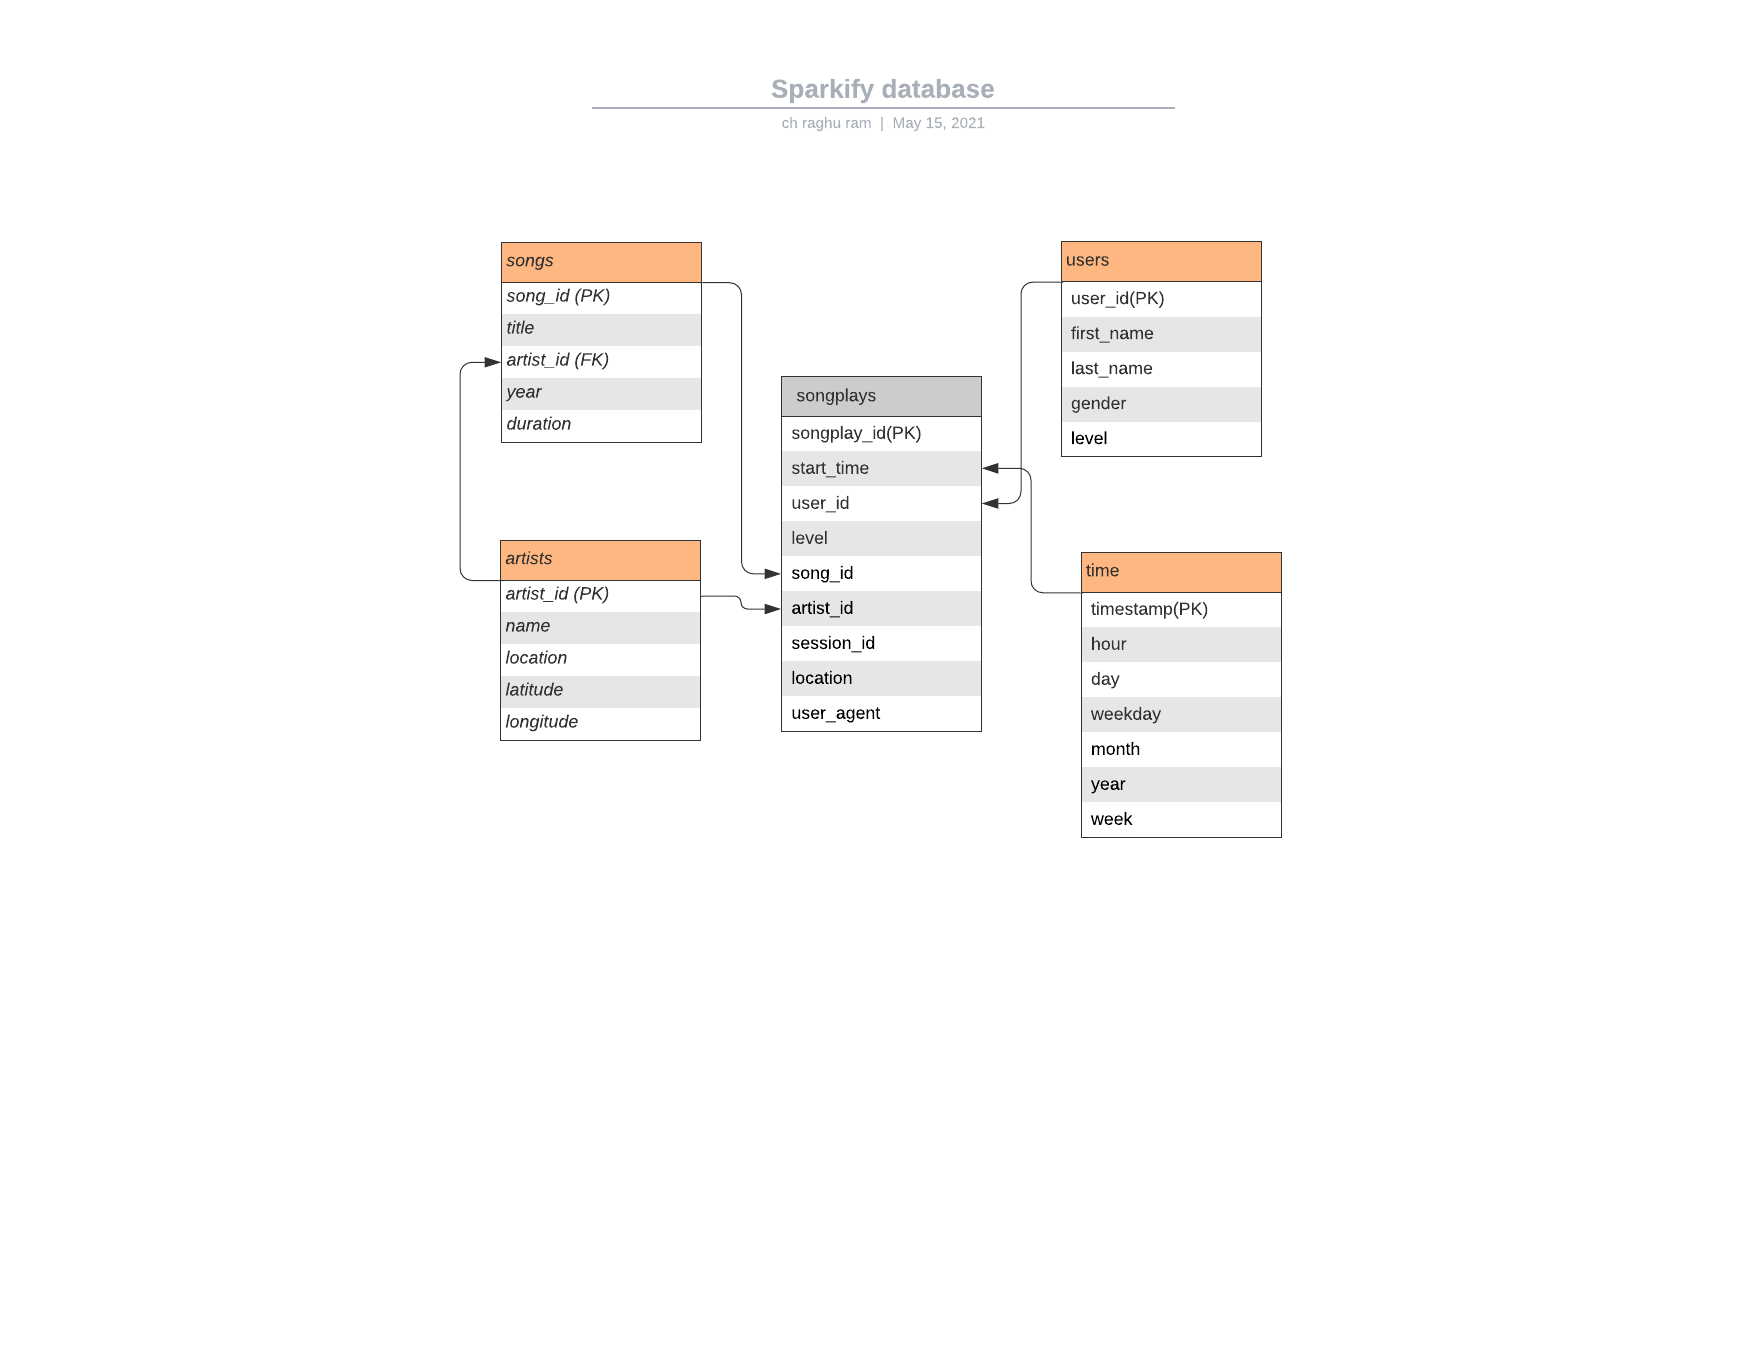 Sparkify database
ch raghu ram | May 15, 2021
songs
song_id (PK)
title
artist_id (FK)
year
duration
artists
artist_id (PK)
name
location
latitude
longitude
songplays
songplay_id(PK)
start_time
user_id
level
song_id
artist_id
session_id
location
user_agent
users
user_id(PK)
first_name
last_name
gender
level
time
timestamp(PK)
hour
day
weekday
month
year
week